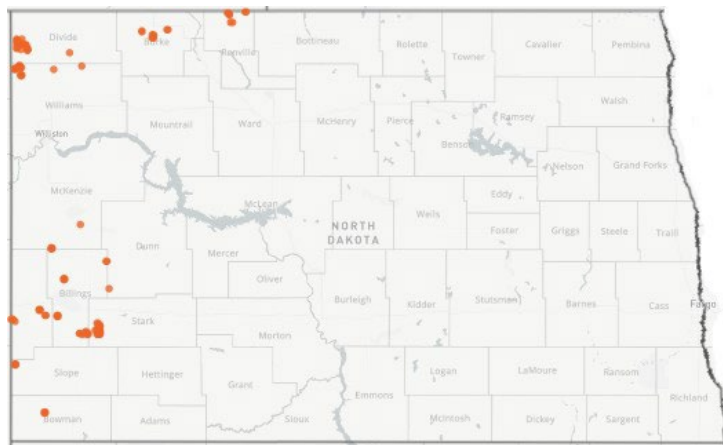 Divide
Burke
Renville
Bottineau
Rolette
Towner
Cavalier
Pembina
Williams
Mountrail
Ward
McHenry
Pierce
Ramsey
Walsh
Williston
Benson
Nelson
Grand Forks
McKenzie
McLean
Eddy
Dunn
Mercer
NORTH
DAKOTA
Wells
Foster
Griggs
Steele
Traill
Oliver
Billings
Burleigh
Kidder
Stutsman
Barnes
Cass
Fargo
Stark
Morton
Slope
Hettinger
Grant
Emmons
Logan
LaMoure
Ransom
Richland
Bowman
Adams
Sioux
McIntosh
Dickey
Sargent